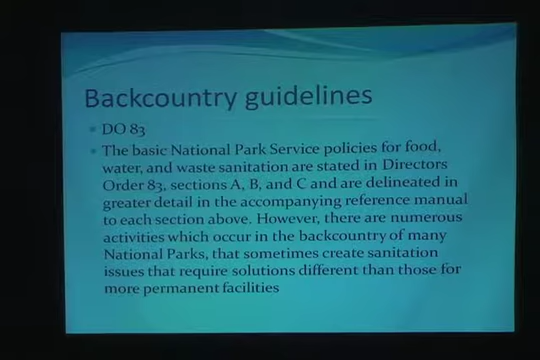 Backcountry guidelines
DO 83
The basic National Park Service policies for food,
water, and waste sanitation are stated in Directors
Order 83, sections A, B, and C and are delineated in
greater detail in the accompanying reference manual
to each section above. However, there are numerous
activities which occur in the backcountry of many
National Parks, that sometimes create sanitation
issues that require solutions different than those for
more permanent facilities